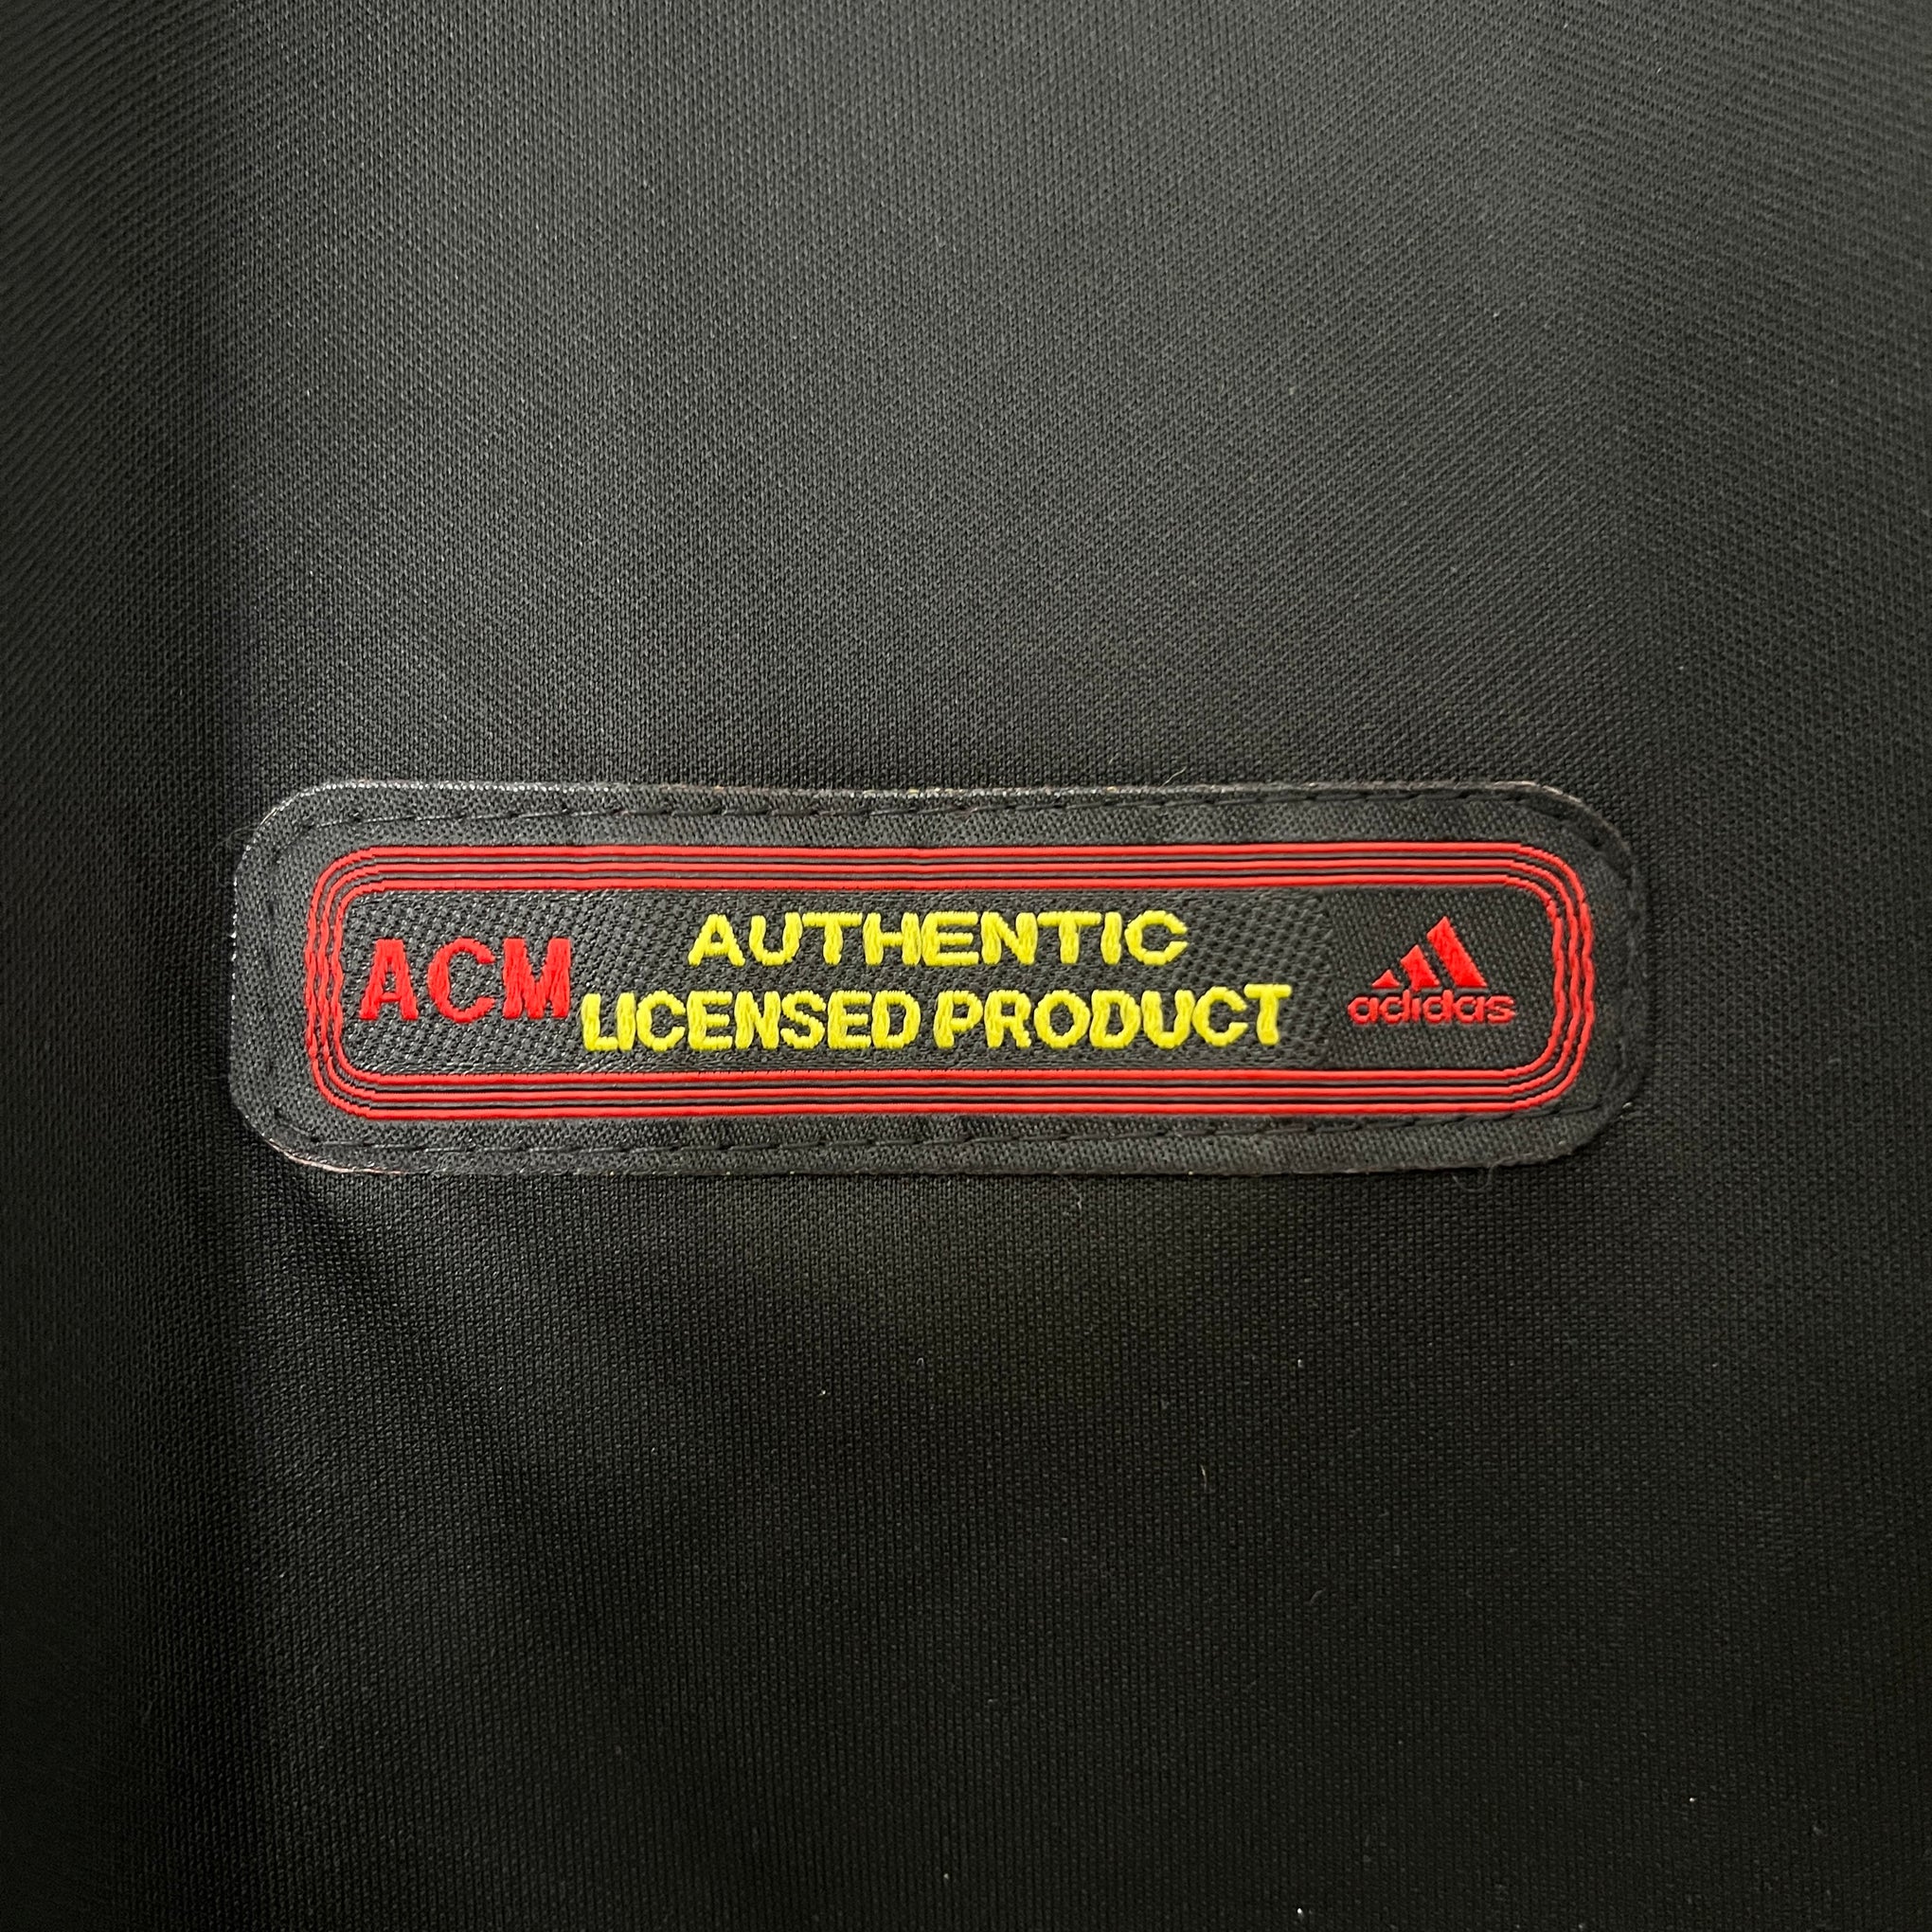 ACM
AUTHENTIC
LICENSED PRODUCT
adidas